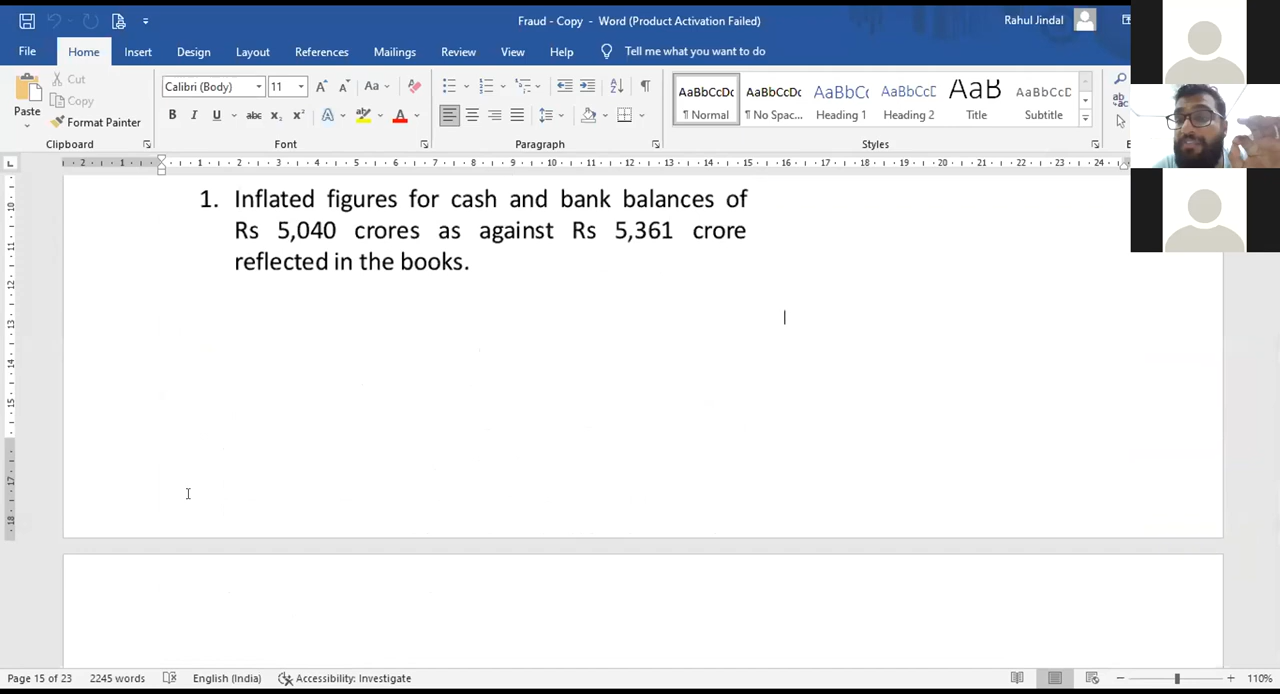 Fraud - Copy - Word (Product Activation Failed)
Rahul Jindal
File Home Insert Design Layout References Mailings Review View Help Tell me what you want to do
Cut
Copy
Paste
Format Painter
Calibri (Body) 11
AaBbCcDc AaBbCcDc AaBbCc AaBbCcD AaB AaBbCcD
¶ Normal ¶ No Spac... Heading 1 Heading 2 Title Subtitle
Clipboard Font Paragraph Styles
1. Inflated figures for cash and bank balances of
Rs 5,040 crores as against Rs 5,361 crore
reflected in the books.
Page 15 of 23 2245 words English (India) Accessibility: Investigate 110%